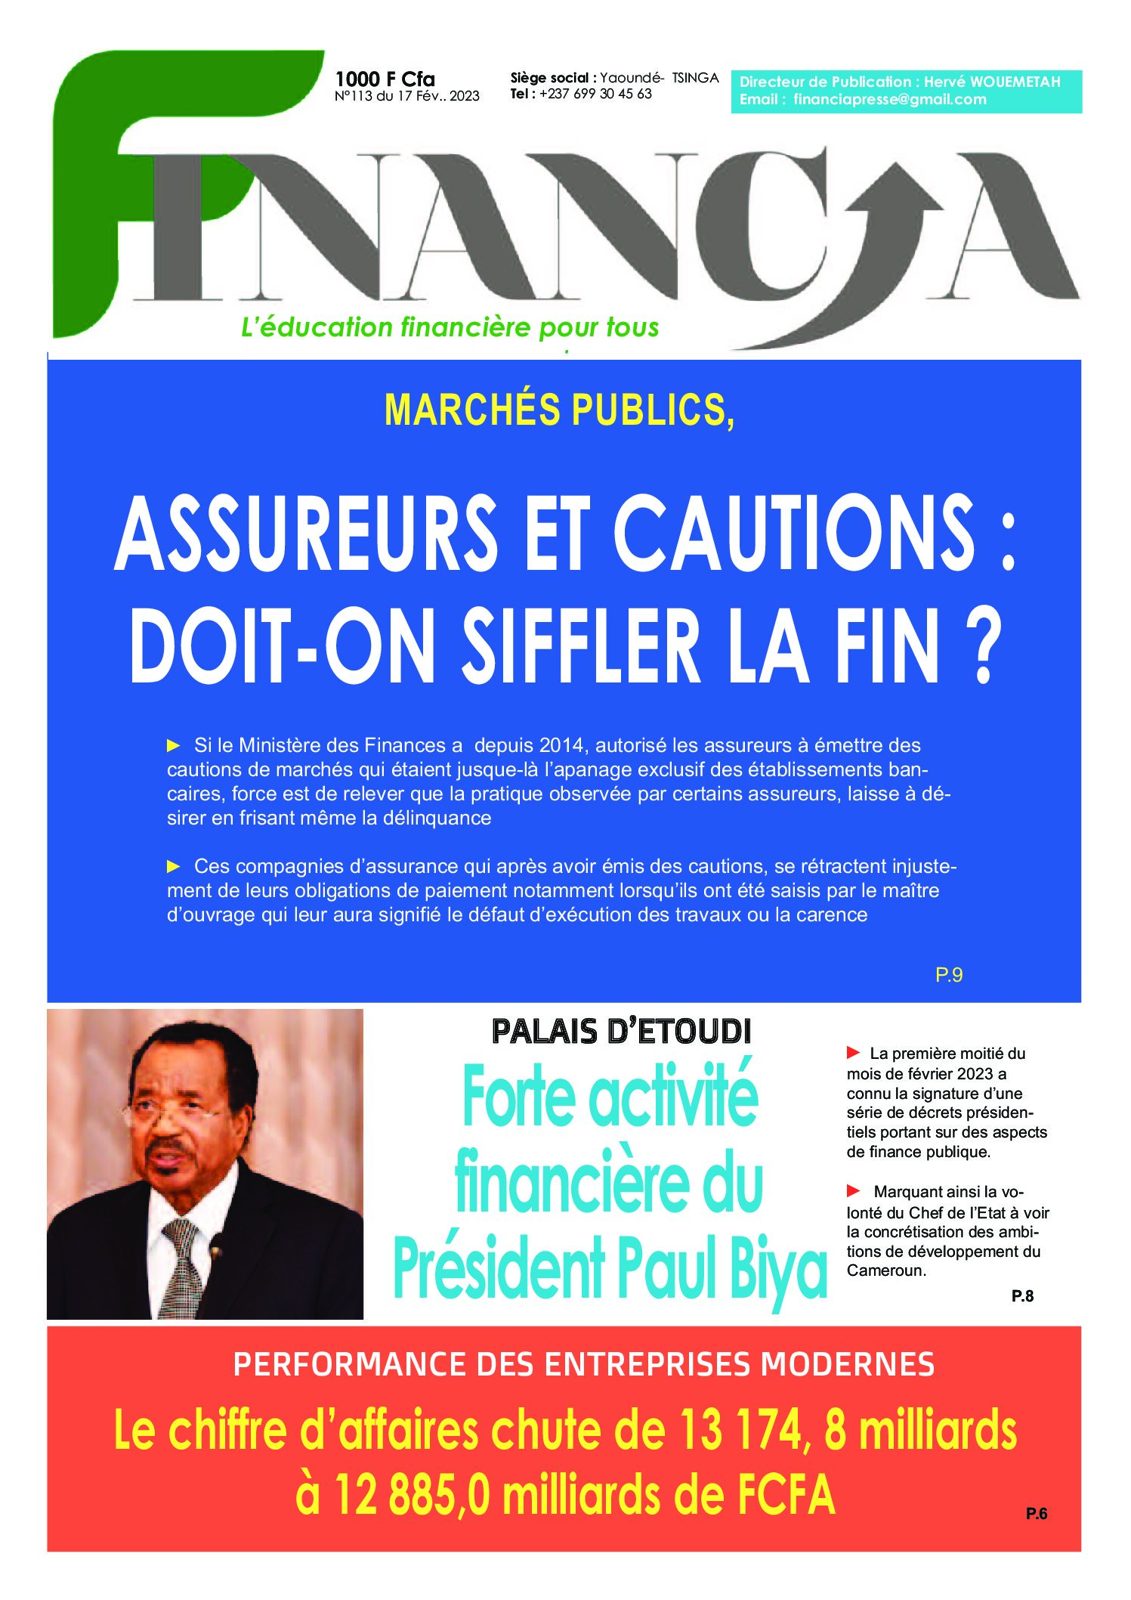 1000 F Cfa
N°113 du 17 Fév.. 2023
Siège social : Yaoundé- TSINGA
Tel : +237 699 30 45 63
Directeur de Publication : Hervé WOUEMETAH
Email : financiapresse@gmail.com
FINANCIA
L'éducation financière pour tous
MARCHÉS PUBLICS,
ASSUREURS ET CAUTIONS :
DOIT-ON SIFFLER LA FIN ?
► Si le Ministère des Finances a depuis 2014, autorisé les assureurs à émettre des
cautions de marchés qui étaient jusque-là l'apanage exclusif des établissements ban-
caires, force est de relever que la pratique observée par certains assureurs, laisse à dé-
sirer en frisant même la délinquance
► Ces compagnies d'assurance qui après avoir émis des cautions, se rétractent injuste-
ment de leurs obligations de paiement notamment lorsqu'ils ont été saisis par le maître
d'ouvrage qui leur aura signifié le défaut d'exécution des travaux ou la carence
P.9
PALAIS D'ETOUDI
Forte activité
financière du
Président Paul Biya
► La première moitié du
mois de février 2023 a
connu la signature d'une
série de décrets présiden-
tiels portant sur des aspects
de finance publique.
► Marquant ainsi la vo-
lonté du Chef de l'Etat à voir
la concrétisation des ambi-
tions de développement du
Cameroun.
P.8
PERFORMANCE DES ENTREPRISES MODERNES
Le chiffre d'affaires chute de 13 174, 8 milliards
à 12 885,0 milliards de FCFA
P.6